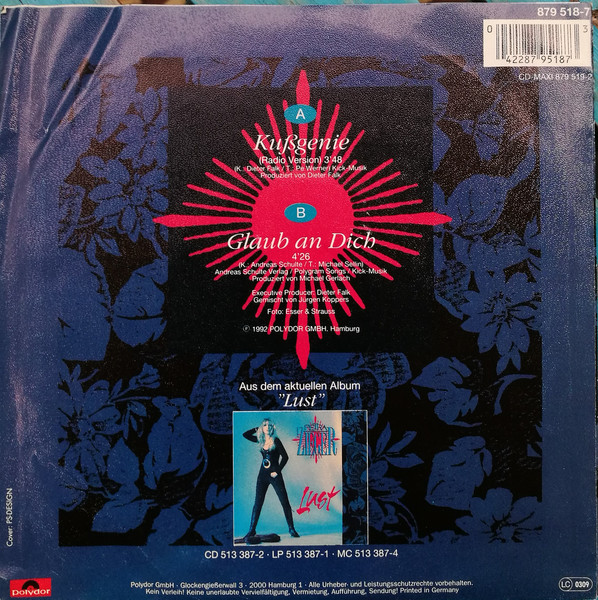 879 518-7
0
3
42287 95187
CD-MAXI 879 519-2
A
Kußgenie
(Radio Version) 3'48
(K.: Dieter Falk / T.: Pe Werner) Kick-Musik
Produziert von Dieter Falk
B
Glaub an Dich
4'26
(K.: Andreas Schulte / T.: Michael Sellin)
Andreas Schulte Verlag / Polygram Songs / Kick-Musik
Produziert von Michael Gerlach
Executive Producer: Dieter Falk
Gemischt von Jürgen Koppers
Foto: Esser & Strauss
℗ 1992 POLYDOR GMBH, Hamburg
Aus dem aktuellen Album
"Lust"
ZIEGER
Lust
CD 513 387-2 · LP 513 387-1 · MC 513 387-4
Cover: PS-DESIGN
Polydor
Polydor GmbH · Glockengießerwall 3 · 2000 Hamburg 1 · Alle Urheber- und Leistungsschutzrechte vorbehalten.
Kein Verleih! Keine unerlaubte Vervielfältigung, Vermietung, Aufführung, Sendung! Printed in Germany
LC 0309